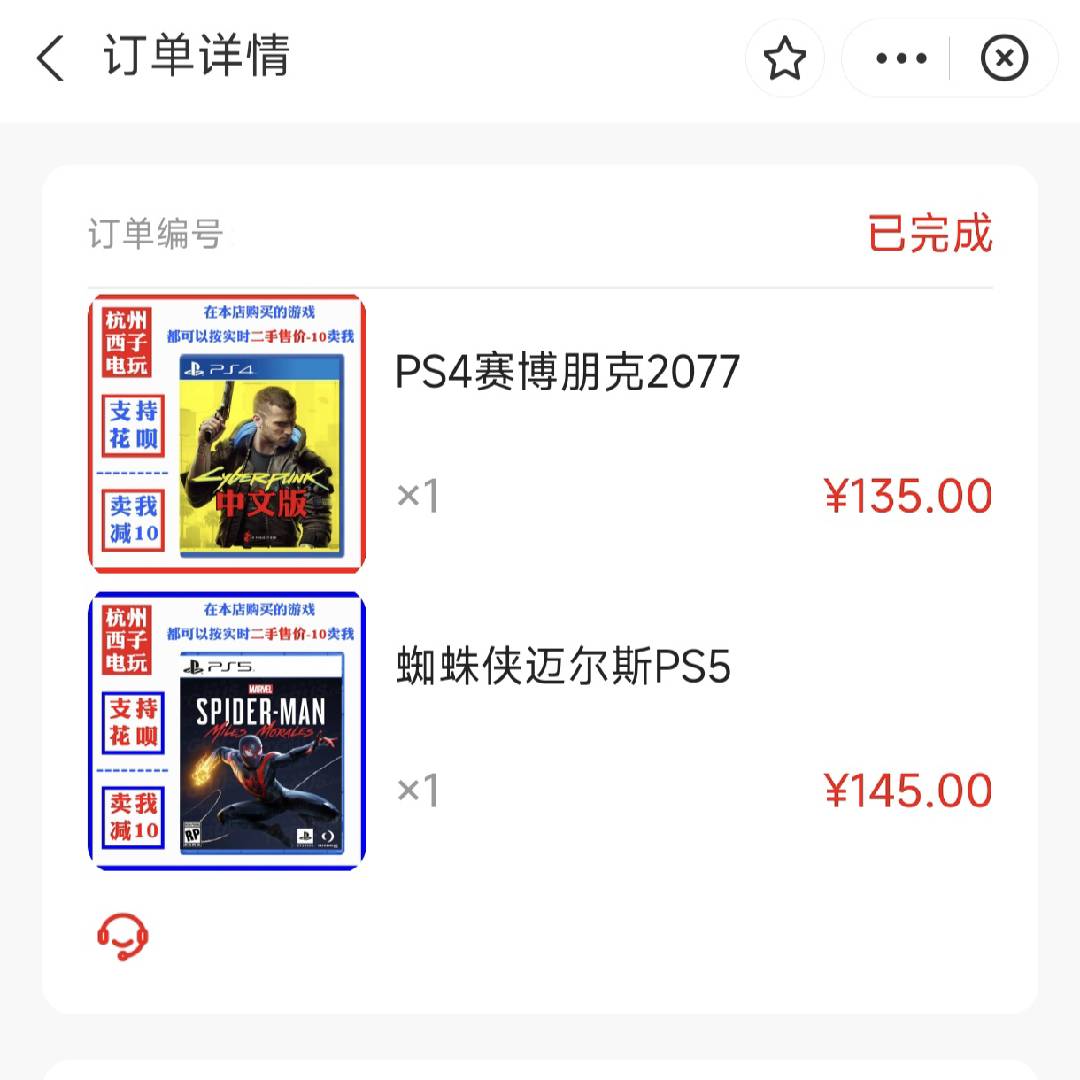 订单详情
订单编号
已完成
杭州
西子
电玩
在本店购买的游戏
都可以按实时二手售价-10卖我
支持
花呗
卖我
减10
PS4
CYBERPUNK
中文版
PS4赛博朋克2077
×1
¥135.00
杭州
西子
电玩
在本店购买的游戏
都可以按实时二手售价-10卖我
支持
花呗
卖我
减10
PS5
MARVEL
SPIDER-MAN
MILES MORALES
RP
蜘蛛侠迈尔斯PS5
×1
¥145.00